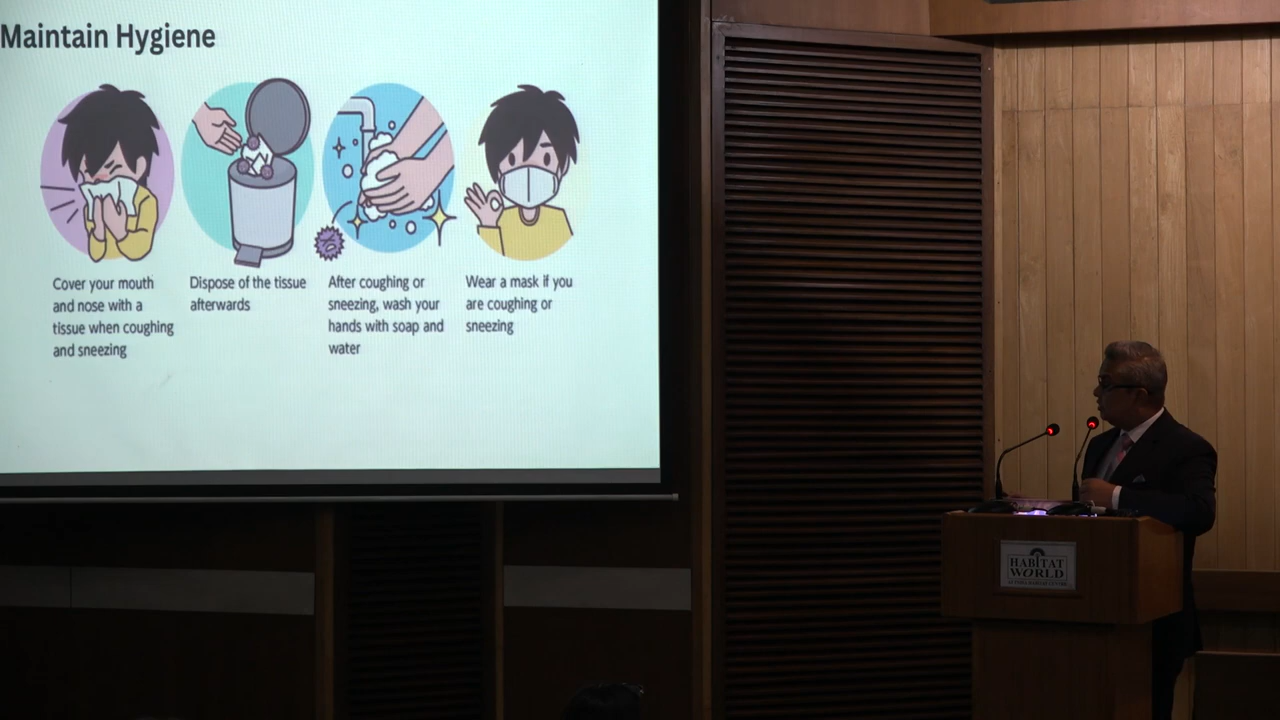 Maintain Hygiene
Cover your mouth
and nose with a
tissue when coughing
and sneezing
Dispose of the tissue
afterwards
After coughing or
sneezing, wash your
hands with soap and
water
Wear a mask if you
are coughing or
sneezing
HABITAT
WORLD